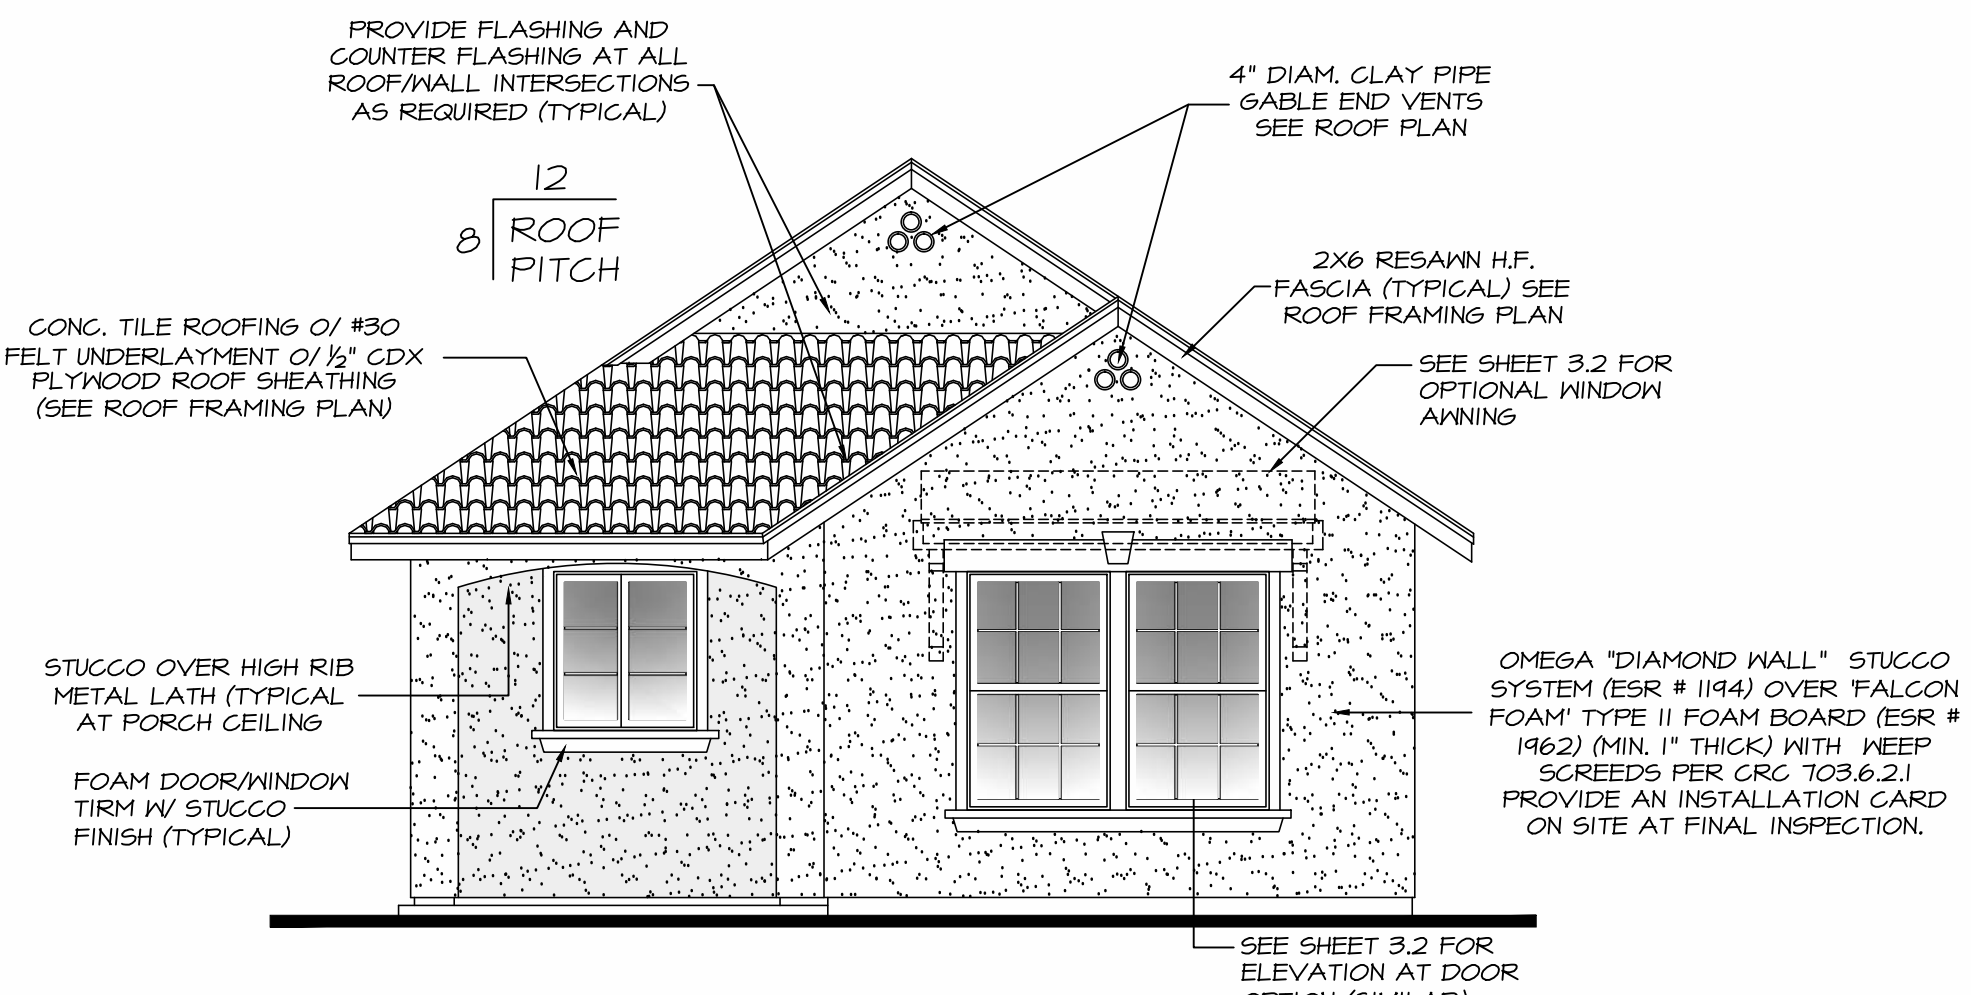 PROVIDE FLASHING AND
COUNTER FLASHING AT ALL
ROOF/WALL INTERSECTIONS
AS REQUIRED (TYPICAL)
4" DIAM. CLAY PIPE
GABLE END VENTS
SEE ROOF PLAN
12
8
ROOF
PITCH
2X6 RESAWN H.F.
FASCIA (TYPICAL) SEE
ROOF FRAMING PLAN
CONC. TILE ROOFING O/ #30
FELT UNDERLAYMENT O/ ½" CDX
PLYWOOD ROOF SHEATHING
(SEE ROOF FRAMING PLAN)
SEE SHEET 3.2 FOR
OPTIONAL WINDOW
AWNING
STUCCO OVER HIGH RIB
METAL LATH (TYPICAL
AT PORCH CEILING
OMEGA "DIAMOND WALL" STUCCO
SYSTEM (ESR # 1194) OVER 'FALCON
FOAM' TYPE II FOAM BOARD (ESR #
1962) (MIN. 1" THICK) WITH WEEP
SCREEDS PER CRC 703.6.2.1
PROVIDE AN INSTALLATION CARD
ON SITE AT FINAL INSPECTION.
FOAM DOOR/WINDOW
TIRM W/ STUCCO
FINISH (TYPICAL)
SEE SHEET 3.2 FOR
ELEVATION AT DOOR